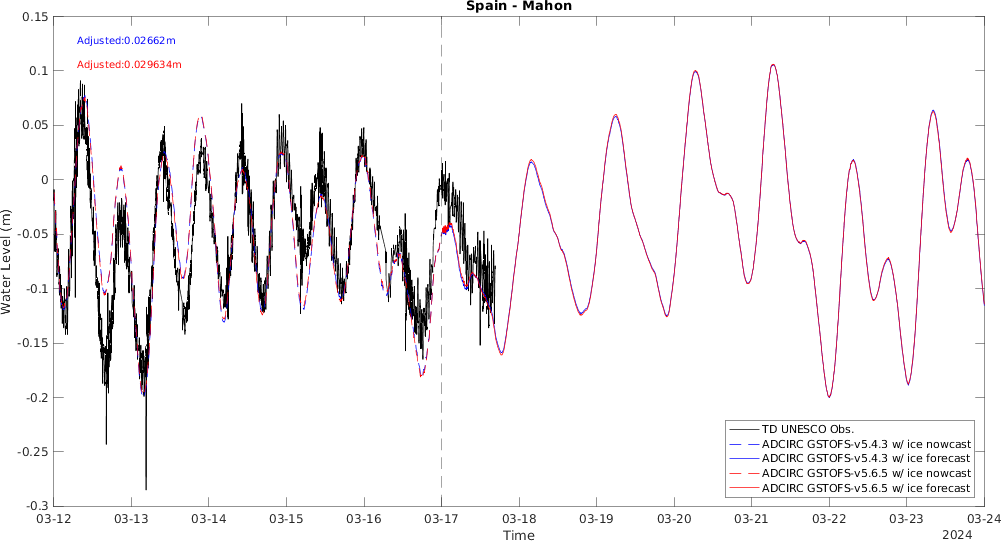 Spain - Mahon
Adjusted:0.02662m
Adjusted:0.029634m
0.15
0.1
0.05
0
-0.05
-0.1
-0.15
-0.2
-0.25
-0.3
Water Level (m)
TD UNESCO Obs.
ADCIRC GSTOFS-v5.4.3 w/ ice nowcast
ADCIRC GSTOFS-v5.4.3 w/ ice forecast
ADCIRC GSTOFS-v5.6.5 w/ ice nowcast
ADCIRC GSTOFS-v5.6.5 w/ ice forecast
03-12 03-13 03-14 03-15 03-16 03-17 03-18 03-19 03-20 03-21 03-22 03-23 03-24
Time
2024